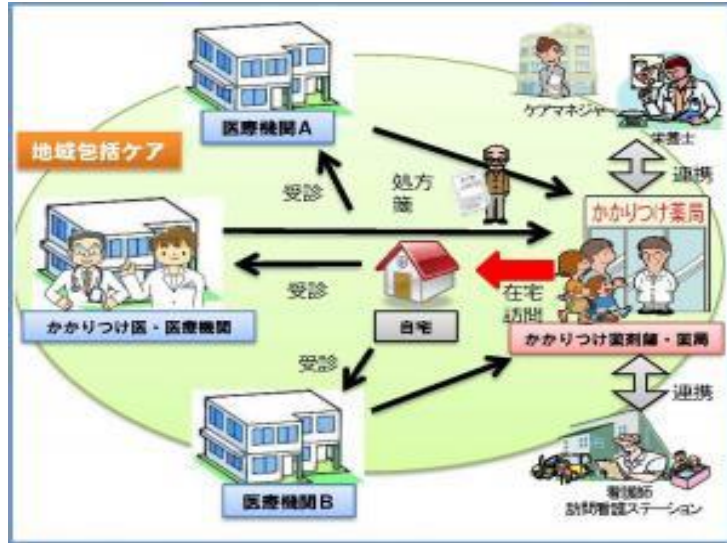 医療機関A
ケアマネジャー
栄養士
地域包括ケア
受診
処方
箋
連携
かかりつけ薬局
かかりつけ医・医療機関
受診
自宅
在宅
訪問
かかりつけ薬剤師・薬局
受診
連携
医療機関B
看護師
訪問看護ステーション